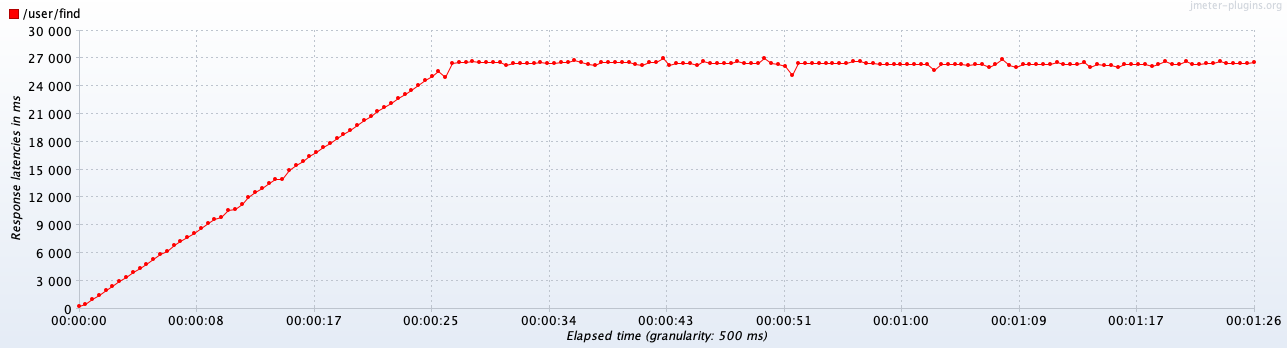 jmeter-plugins.org
/user/find
30 000
27 000
24 000
21 000
18 000
15 000
12 000
9 000
6 000
3 000
0
Response latencies in ms
00:00:00 00:00:08 00:00:17 00:00:25 00:00:34 00:00:43 00:00:51 00:01:00 00:01:09 00:01:17 00:01:26
Elapsed time (granularity: 500 ms)